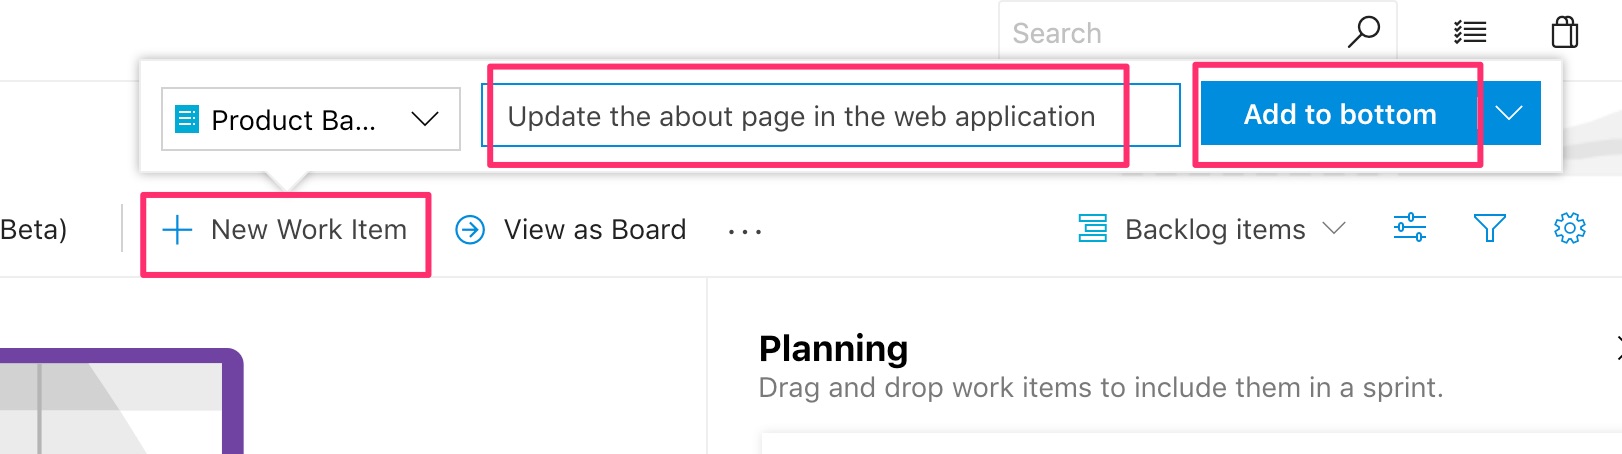 Search
Product Ba...
Update the about page in the web application
Add to bottom
Beta)
New Work Item
View as Board
Backlog items
Planning
Drag and drop work items to include them in a sprint.